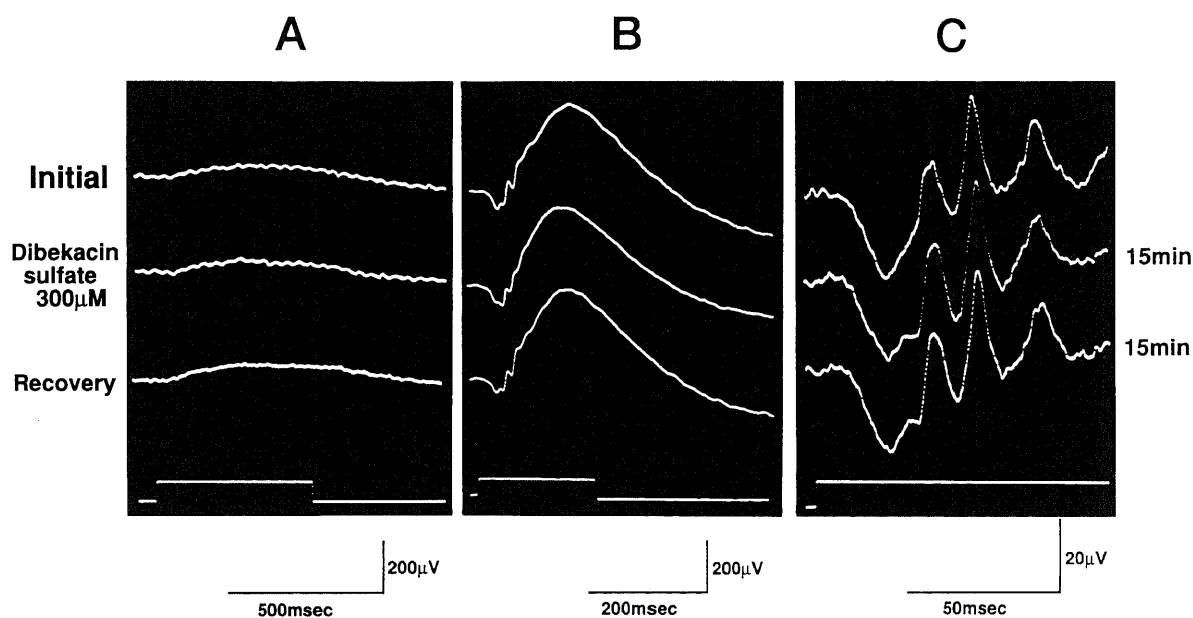 A
B
C
Initial
Dibekacin
sulfate
300μM
Recovery
15min
15min
200μV
500msec
200μV
200msec
20μV
50msec